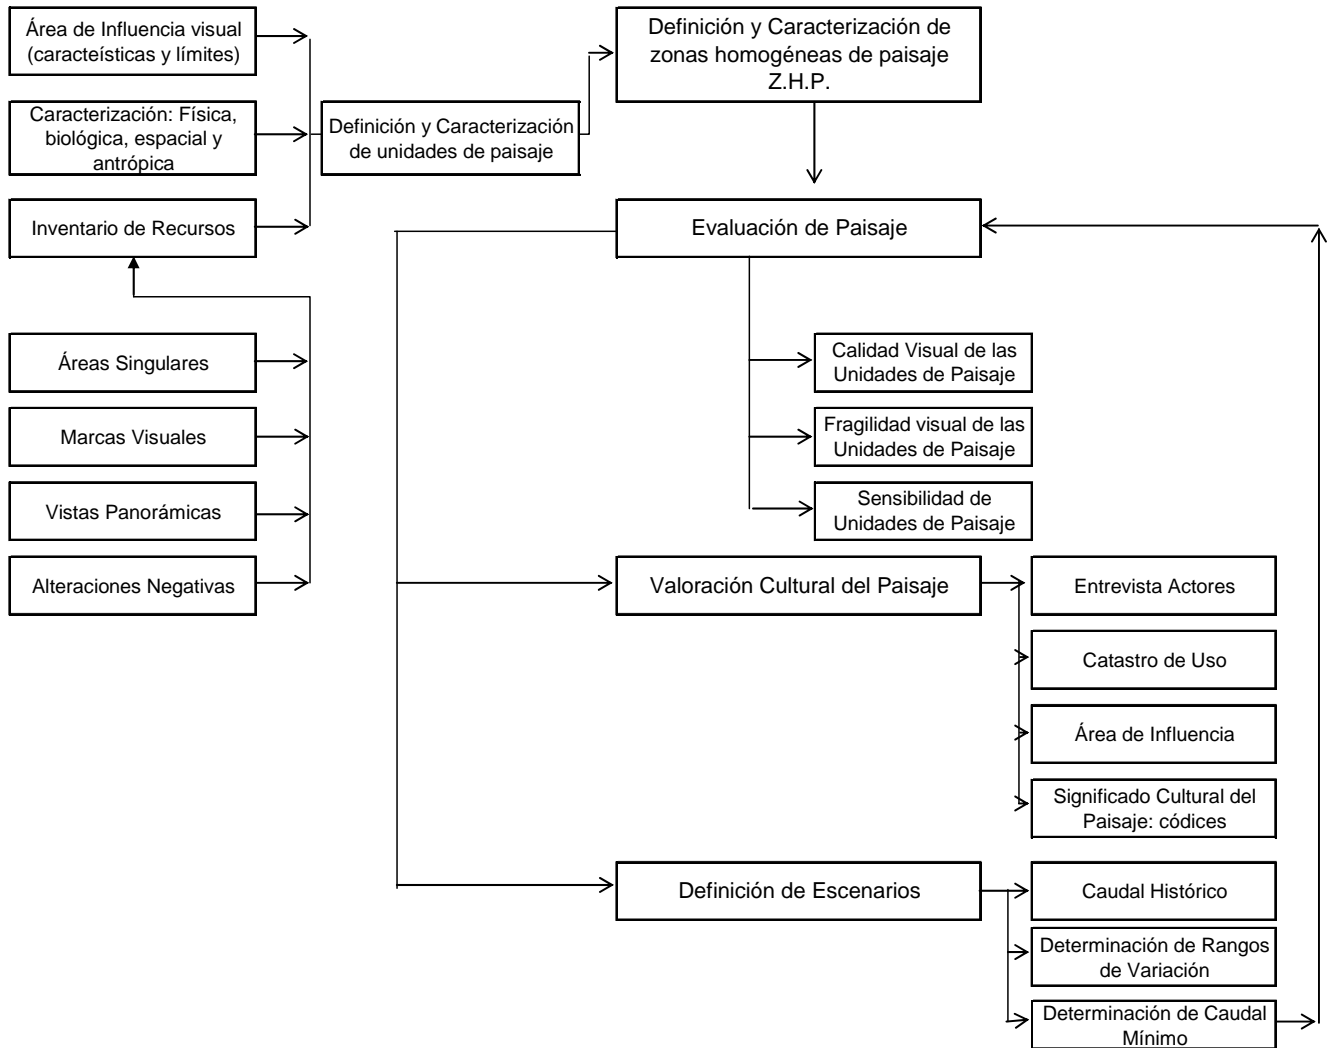 Área de Influencia visual
(caracteísticas y límites)
Caracterización: Física,
biológica, espacial y
antrópica
Inventario de Recursos
Áreas Singulares
Marcas Visuales
Vistas Panorámicas
Alteraciones Negativas
Definición y Caracterización
de unidades de paisaje
Definición y Caracterización de
zonas homogéneas de paisaje
Z.H.P.
Evaluación de Paisaje
Calidad Visual de las
Unidades de Paisaje
Fragilidad visual de las
Unidades de Paisaje
Sensibilidad de
Unidades de Paisaje
Valoración Cultural del Paisaje
Entrevista Actores
Catastro de Uso
Área de Influencia
Significado Cultural del
Paisaje: códices
Definición de Escenarios
Caudal Histórico
Determinación de Rangos
de Variación
Determinación de Caudal
Mínimo